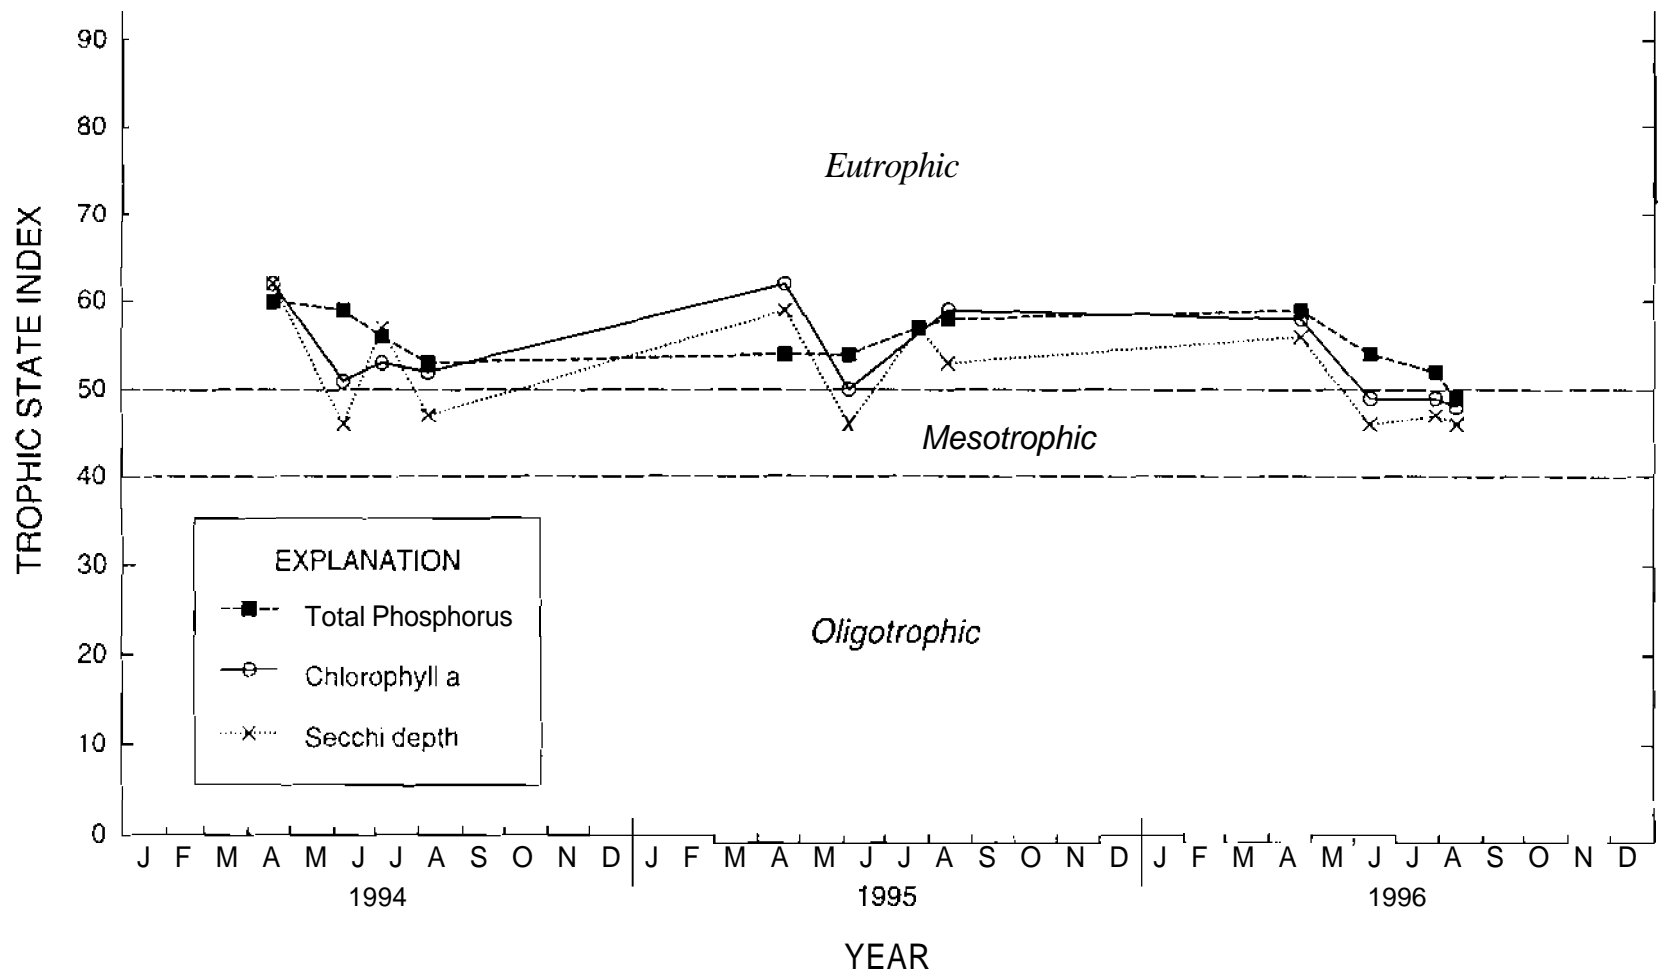 TROPHIC STATE INDEX
90
80
70
60
50
40
30
20
10
0
Eutrophic
Mesotrophic
Oligotrophic
EXPLANATION
Total Phosphorus
Chlorophyll a
Secchi depth
J F M A M J J A S O N D J F M A M J J A S O N D J F M A M J J A S O N D
1994 1995 1996
YEAR